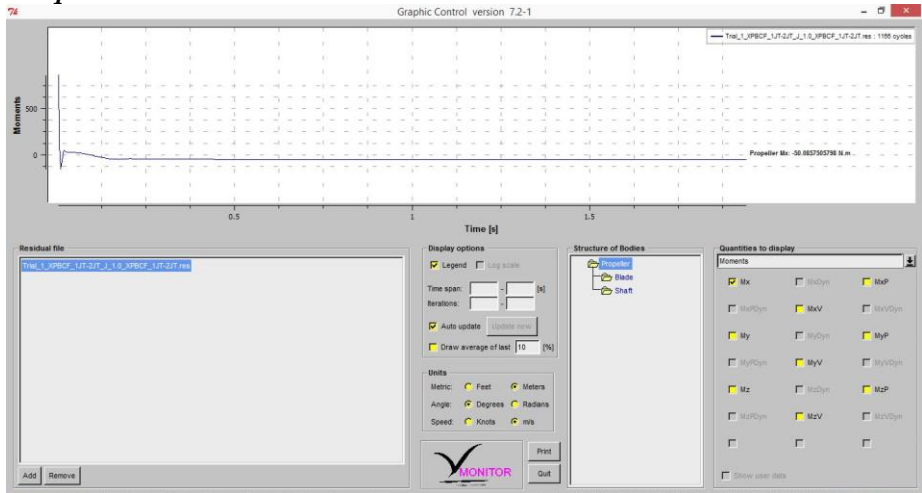 Graphic Control version 7.2-1
Trial_1_XPBCF_1JT-2JT_J_1.0_XPBCF_1JT-2JT.res : 1166 cycles
Moments
500
0
Propeller Mx: -50.0837505798 N.m
0.5
1
1.5
Time [s]
Residual file
Trial_1_XPBCF_1JT-2JT_J_1.0_XPBCF_1JT-2JT.res
Add Remove
Display options
Legend Log scale
Time span: - [s]
Iterations: -
Auto update Update now
Draw average of last 10 [%]
Units
Metric: Feet Meters
Angle: Degrees Radians
Speed: Knots m/s
MONITOR
Print
Quit
Structure of Bodies
Propeller
Blade
Shaft
Quantities to display
Moments
Mx MxDyn MxP
MxPDyn MxV MxVDyn
My MyDyn MyP
MyPDyn MyV MyVDyn
Mz MzDyn MzP
MzPDyn MzV MzVDyn
Show user data